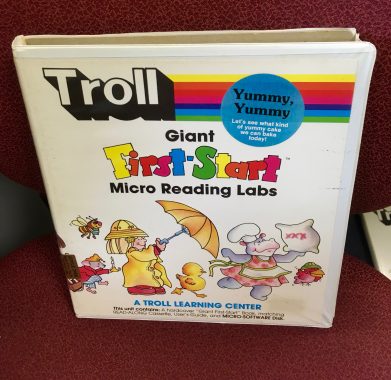 Troll
Yummy,
Yummy
Let's see what kind
of yummy cake
we can bake
today!
Giant
First-Start™
Micro Reading Labs
XXX
A TROLL LEARNING CENTER
This unit contains: A hardcover "Giant First-Start" Book, matching
READ-ALONG Cassette, User's Guide, and MICRO-SOFTWARE DISK.